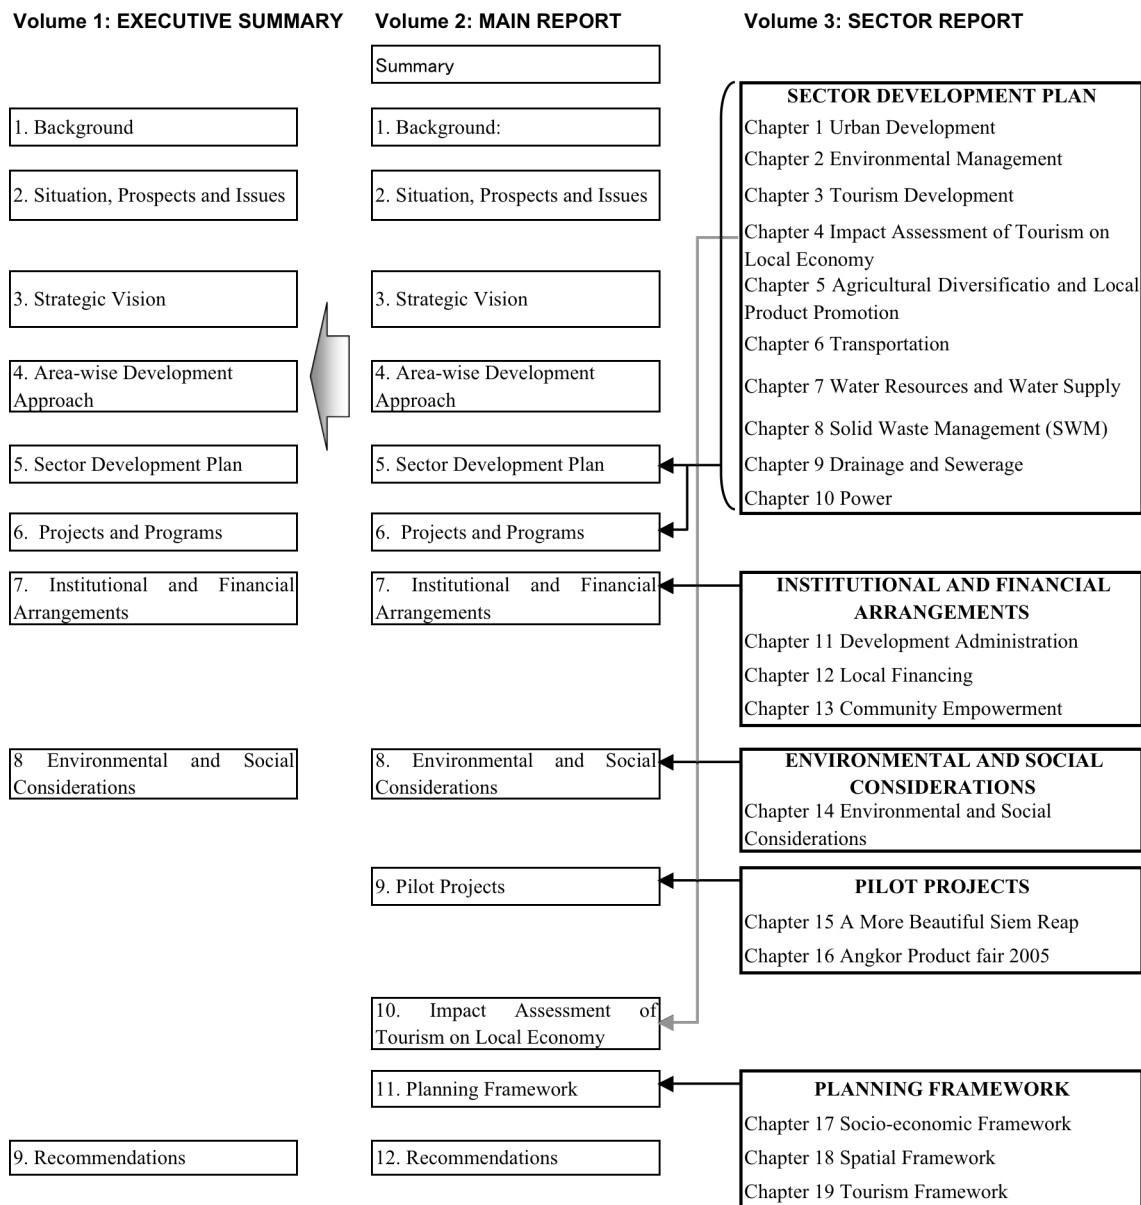 Volume 1: EXECUTIVE SUMMARY
1. Background
2. Situation, Prospects and Issues
3. Strategic Vision
4. Area-wise Development
Approach
5. Sector Development Plan
6. Projects and Programs
7. Institutional and Financial
Arrangements
8 Environmental and Social
Considerations
9. Recommendations
Volume 2: MAIN REPORT
Summary
1. Background:
2. Situation, Prospects and Issues
3. Strategic Vision
4. Area-wise Development
Approach
5. Sector Development Plan
6. Projects and Programs
7. Institutional and Financial
Arrangements
8. Environmental and Social
Considerations
9. Pilot Projects
10. Impact Assessment of
Tourism on Local Economy
11. Planning Framework
12. Recommendations
Volume 3: SECTOR REPORT
SECTOR DEVELOPMENT PLAN
Chapter 1 Urban Development
Chapter 2 Environmental Management
Chapter 3 Tourism Development
Chapter 4 Impact Assessment of Tourism on
Local Economy
Chapter 5 Agricultural Diversificatio and Local
Product Promotion
Chapter 6 Transportation
Chapter 7 Water Resources and Water Supply
Chapter 8 Solid Waste Management (SWM)
Chapter 9 Drainage and Sewerage
Chapter 10 Power
INSTITUTIONAL AND FINANCIAL
ARRANGEMENTS
Chapter 11 Development Administration
Chapter 12 Local Financing
Chapter 13 Community Empowerment
ENVIRONMENTAL AND SOCIAL
CONSIDERATIONS
Chapter 14 Environmental and Social
Considerations
PILOT PROJECTS
Chapter 15 A More Beautiful Siem Reap
Chapter 16 Angkor Product fair 2005
PLANNING FRAMEWORK
Chapter 17 Socio-economic Framework
Chapter 18 Spatial Framework
Chapter 19 Tourism Framework